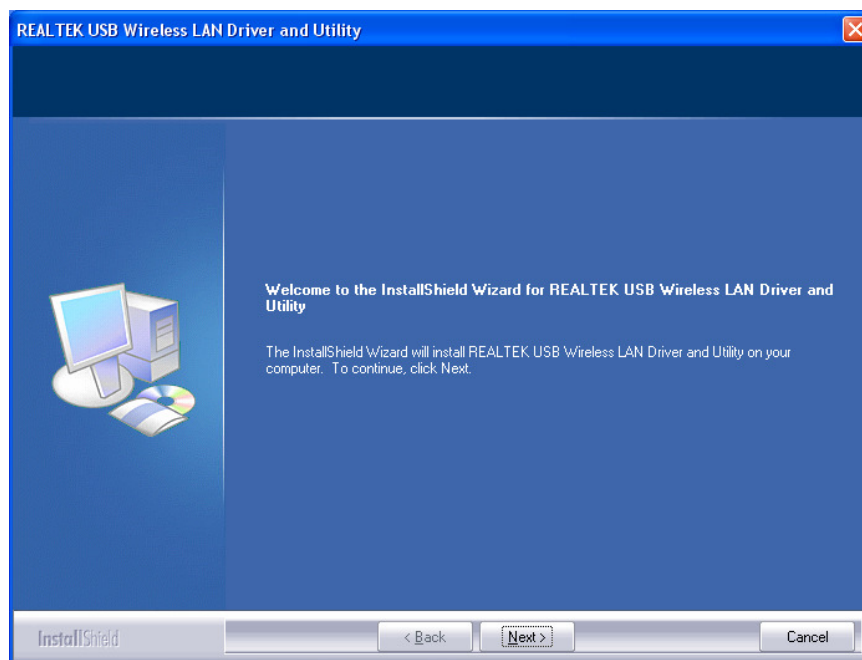 REALTEK USB Wireless LAN Driver and Utility
Welcome to the InstallShield Wizard for REALTEK USB Wireless LAN Driver and
Utility
The InstallShield Wizard will install REALTEK USB Wireless LAN Driver and Utility on your
computer. To continue, click Next.
InstallShield
< Back
Next >
Cancel